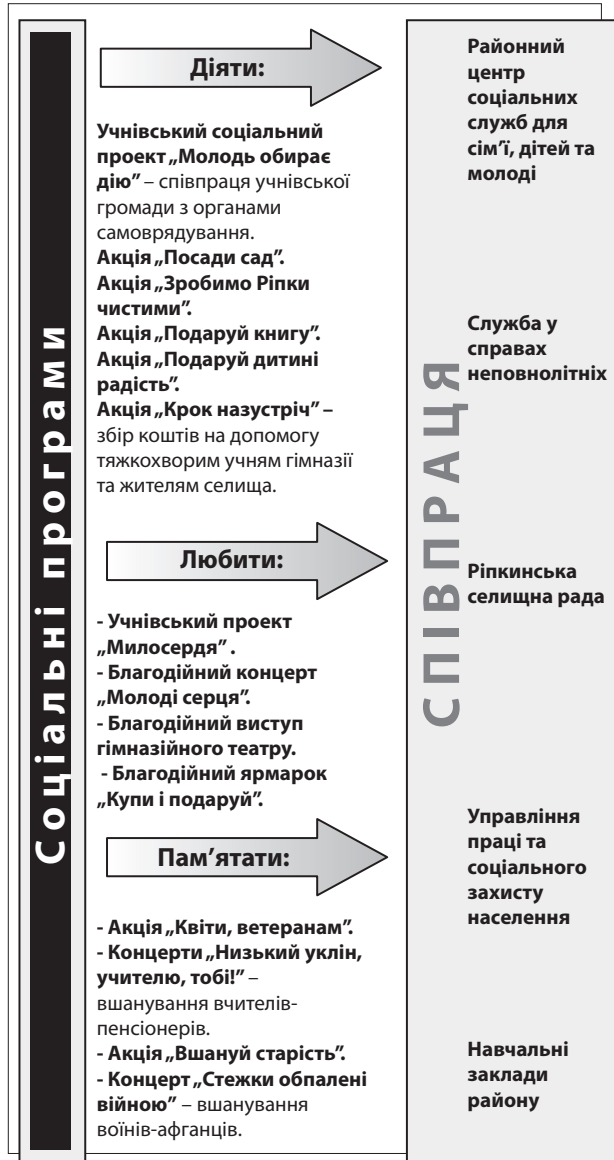 Соціальні програми
Діяти:
Учнівський соціальний
проект „Молодь обирає
дію” – співпраця учнівської
громади з органами
самоврядування.
Акція „Посади сад”.
Акція „Зробимо Ріпки
чистими”.
Акція „Подаруй книгу”.
Акція „Подаруй дитині
радість”.
Акція „Крок назустріч” –
збір коштів на допомогу
тяжкохворим учням гімназії
та жителям селища.
Любити:
- Учнівський проект
„Милосердя” .
- Благодійний концерт
„Молоді серця”.
- Благодійний виступ
гімназійного театру.
- Благодійний ярмарок
„Купи і подаруй”.
Пам’ятати:
- Акція „Квіти, ветеранам”.
- Концерти „Низький уклін,
учителю, тобі!” –
вшанування вчителів-
пенсіонерів.
- Акція „Вшануй старість”.
- Концерт „Стежки обпалені
війною” – вшанування
воїнів-афганців.
СПІВПРАЦЯ
Районний
центр
соціальних
служб для
сім’ї, дітей та
молоді
Служба у
справах
неповнолітніх
Ріпкинська
селищна рада
Управління
праці та
соціального
захисту
населення
Навчальні
заклади
району